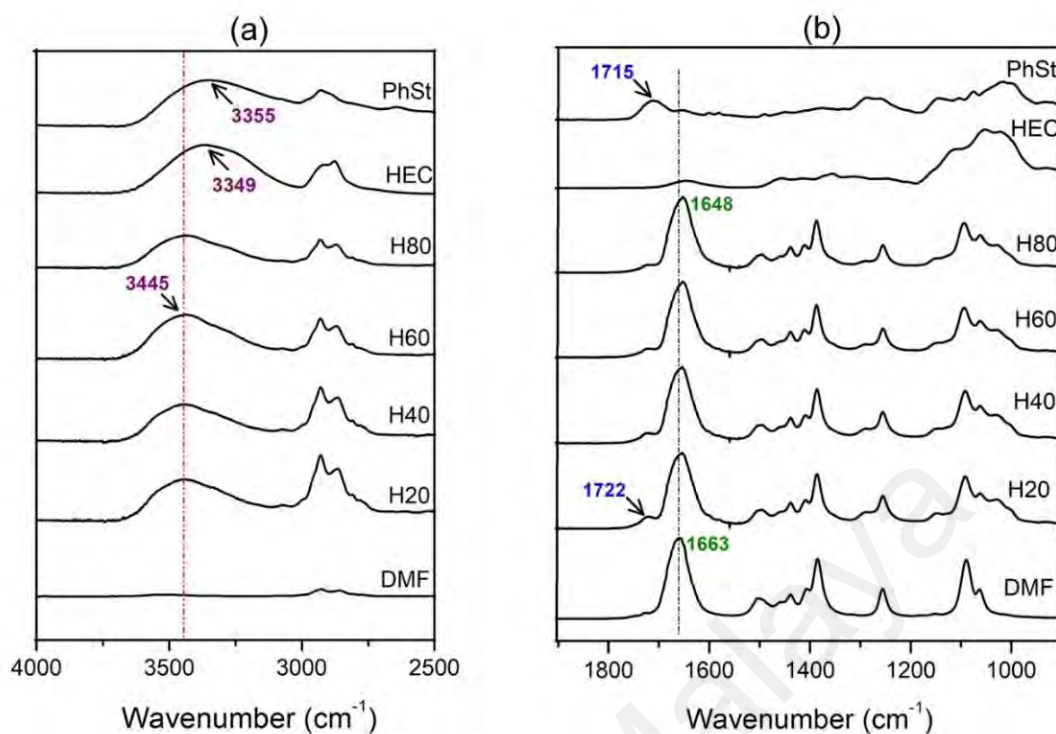 (a)
PhSt
3355
HEC
3349
H80
3445
H60
H40
H20
DMF
4000 3500 3000 2500
Wavenumber (cm-1)
(b)
1715
PhSt
HEC
1648
H80
H60
H40
1722
H20
1663
DMF
1800 1600 1400 1200 1000
Wavenumber (cm-1)
Malaya